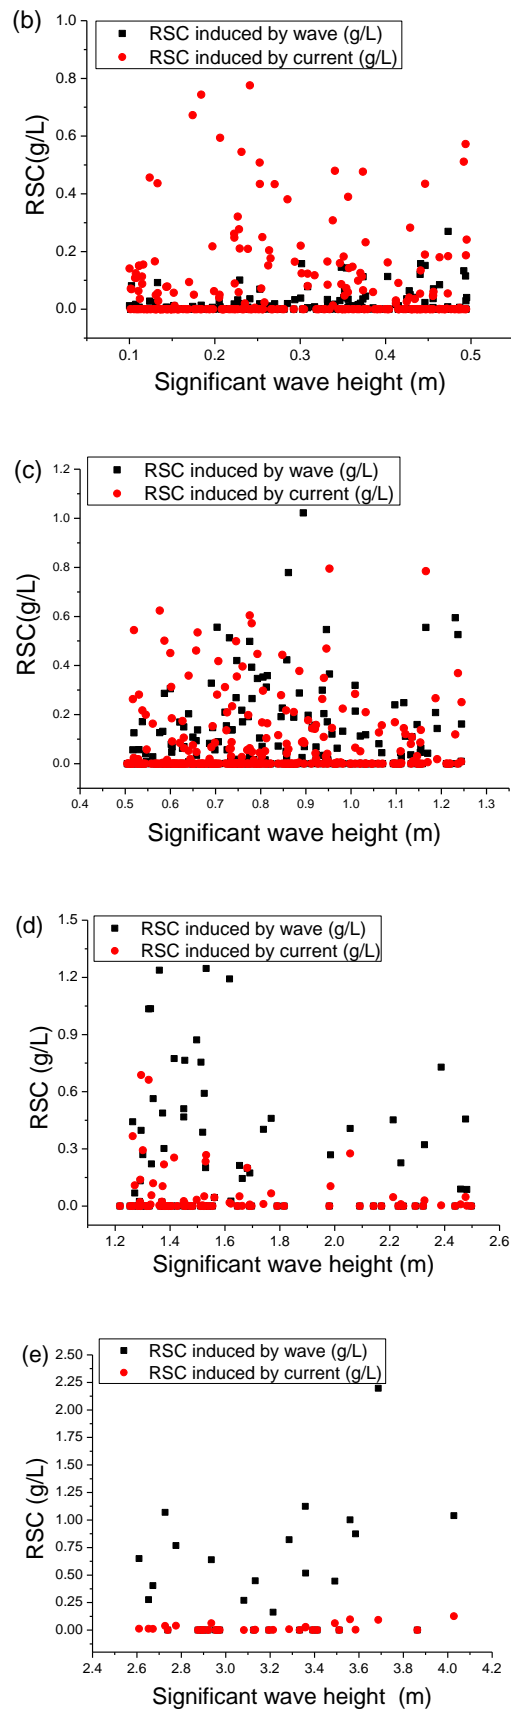 (b)
RSC induced by wave (g/L)
RSC induced by current (g/L)
1.0
0.8
0.6
0.4
0.2
0.0
RSC(g/L)
0.1 0.2 0.3 0.4 0.5
Significant wave height (m)
(c)
RSC induced by wave (g/L)
RSC induced by current (g/L)
1.2
1.0
0.8
0.6
0.4
0.2
0.0
RSC(g/L)
0.4 0.5 0.6 0.7 0.8 0.9 1.0 1.1 1.2 1.3
Significant wave height (m)
(d)
RSC induced by wave (g/L)
RSC induced by current (g/L)
1.5
1.2
0.9
0.6
0.3
0.0
RSC (g/L)
1.2 1.4 1.6 1.8 2.0 2.2 2.4 2.6
Significant wave height (m)
(e)
RSC induced by wave (g/L)
RSC induced by current (g/L)
2.50
2.25
2.00
1.75
1.50
1.25
1.00
0.75
0.50
0.25
0.00
RSC (g/L)
2.4 2.6 2.8 3.0 3.2 3.4 3.6 3.8 4.0 4.2
Significant wave height (m)